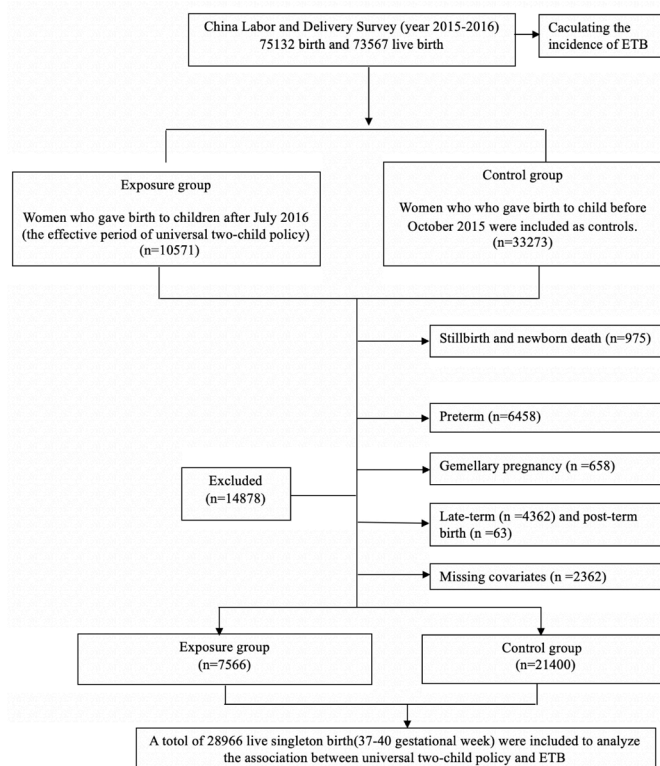 China Labor and Delivery Survey (year 2015-2016)
75132 birth and 73567 live birth
Caculating the
incidence of ETB
Exposure group
Women who gave birth to children after July 2016
(the effective period of universal two-child policy)
(n=10571)
Control group
Women who who gave birth to child before
October 2015 were included as controls.
(n=33273)
Stillbirth and newborn death (n=975)
Preterm (n=6458)
Gemellary pregnancy (n =658)
Excluded
(n=14878)
Late-term (n =4362) and post-term
birth (n =63)
Missing covariates (n =2362)
Exposure group
(n=7566)
Control group
(n=21400)
A totol of 28966 live singleton birth(37-40 gestational week) were included to analyze
the association between universal two-child policy and ETB